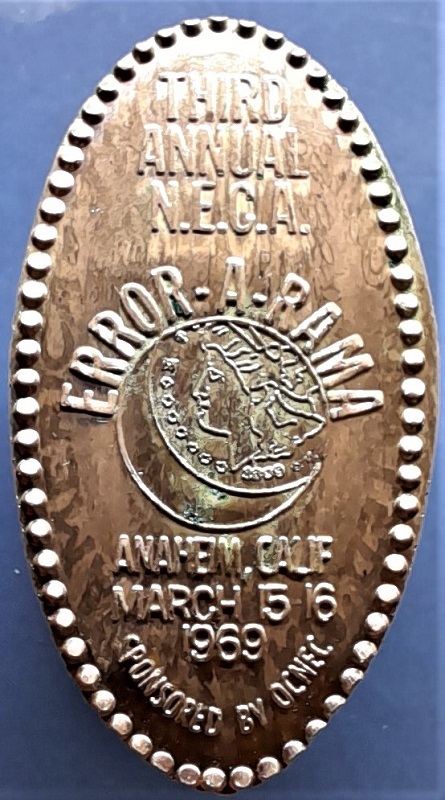 THIRD
ANNUAL
N.E.C.A.
ERROR-A-RAMA
ANAHEIM, CALIF
MARCH 15 16
1969
SPONSORED BY OCNEC